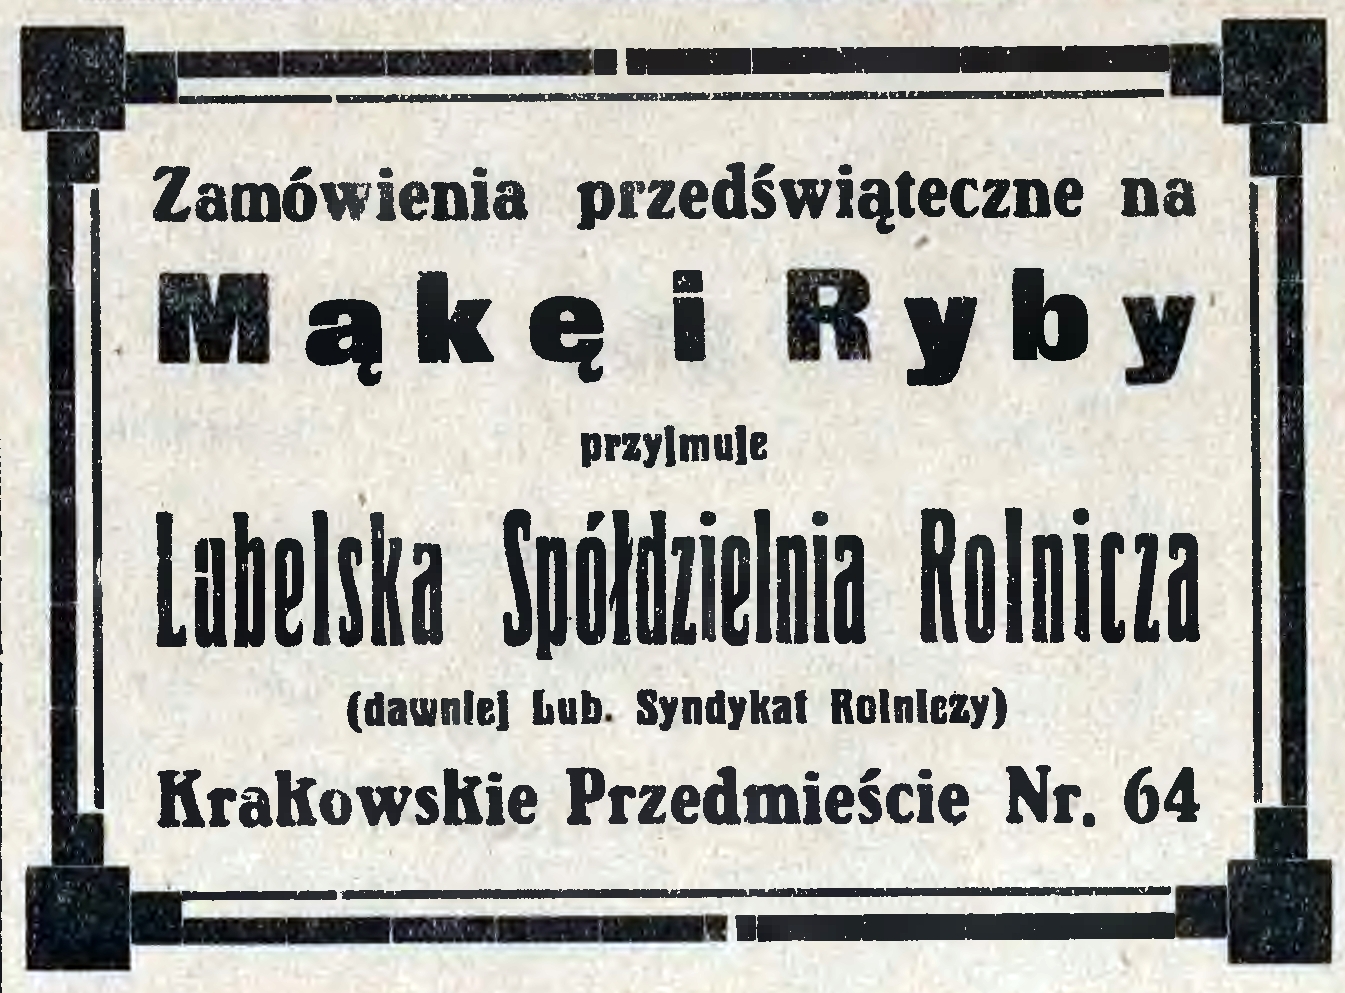 Zamówienia przedświąteczne na
Mąkę i Ryby
przyjmuje
Lubelska Spółdzielnia Rolnicza
(dawniej Lub. Syndykat Rolniczy)
Krakowskie Przedmieście Nr. 64